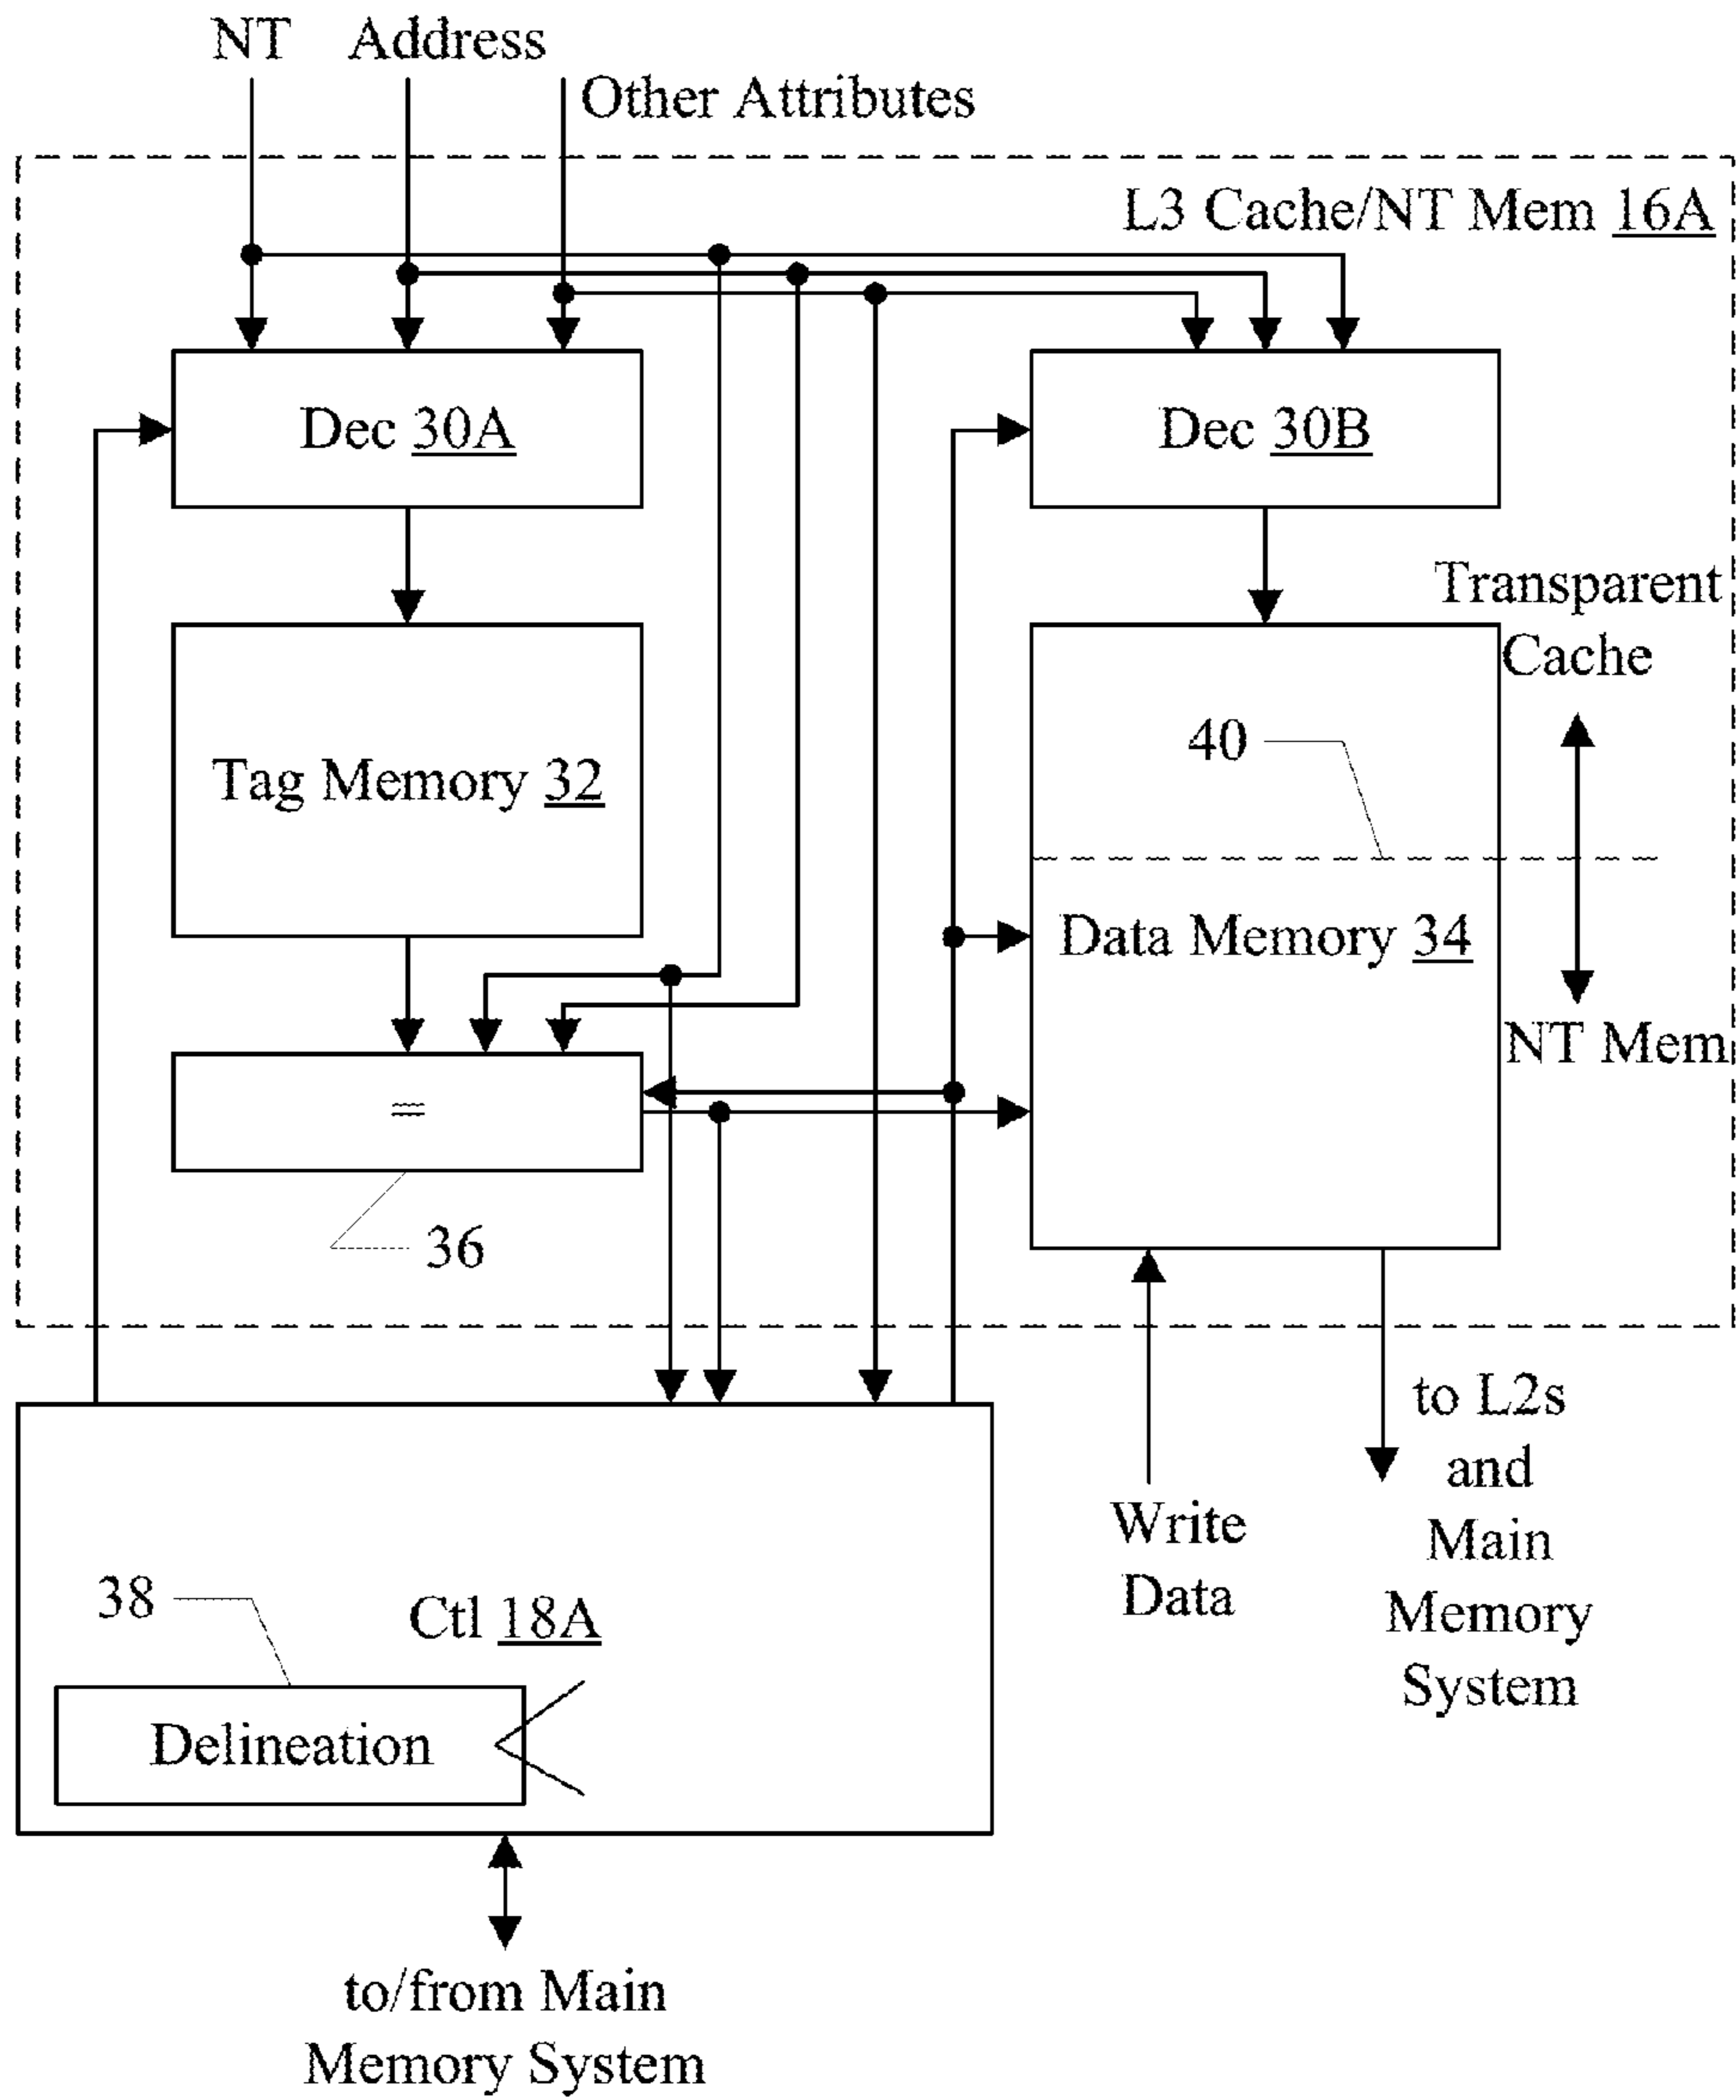 NT Address
Other Attributes
L3 Cache/NT Mem 16A
Dec 30A
Dec 30B
Transparent
Cache
40
Tag Memory 32
Data Memory 34
NT Mem
=
36
to L2s
and
Main
Memory
System
Write
Data
38
Ctl 18A
Delineation
to/from Main
Memory System